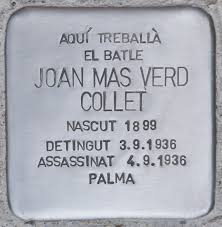 AQUÍ TREBALLÀ
EL BATLE
JOAN MAS VERD
COLLET
NASCUT 1899
DETINGUT 3.9.1936
ASSASSINAT 4.9.1936
PALMA